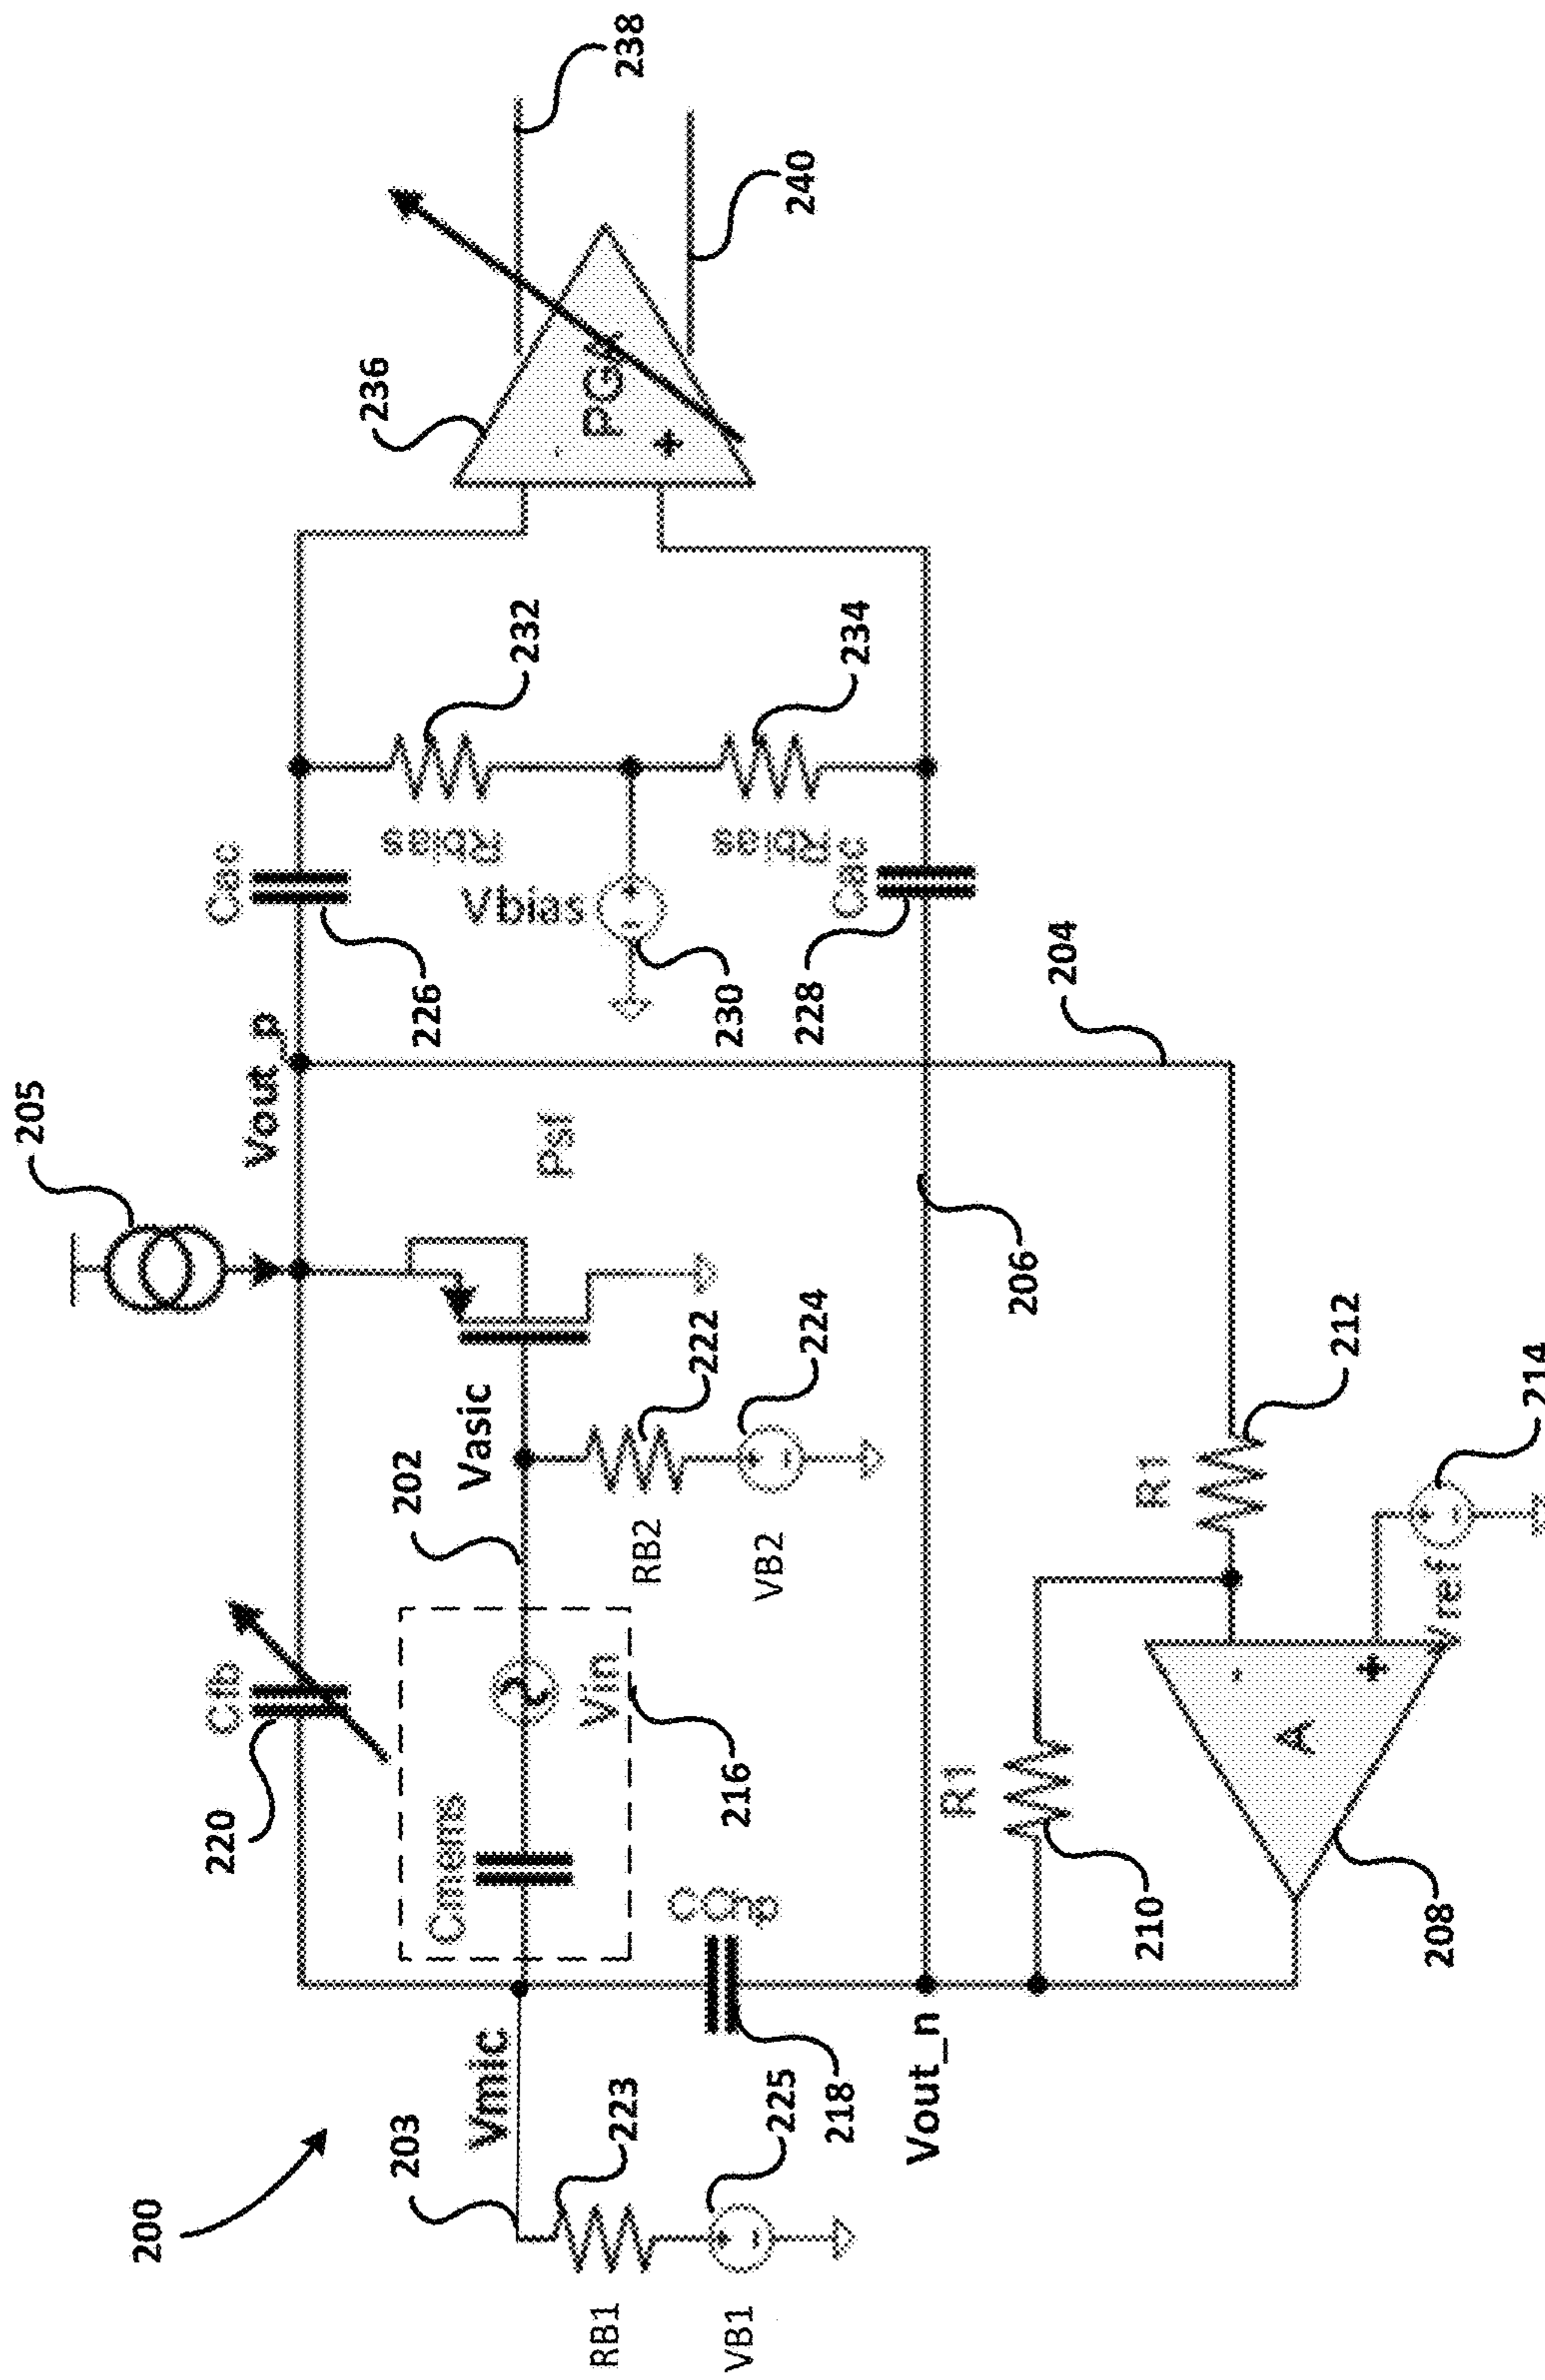 200
205
Vout_p
Cfb
220
Cac
226
236
238
PGA
-
+
240
Rbias
232
Vbias
+
-
230
Rbias
234
Cac
228
Psf
Vasic
202
Cmems
Vin
216
RB2
222
VB2
224
+
-
Vmic
203
RB1
223
VB1
225
+
-
218
Vout_n
206
204
R1
210
R1
212
A
-
+
208
Vref
214
+
-